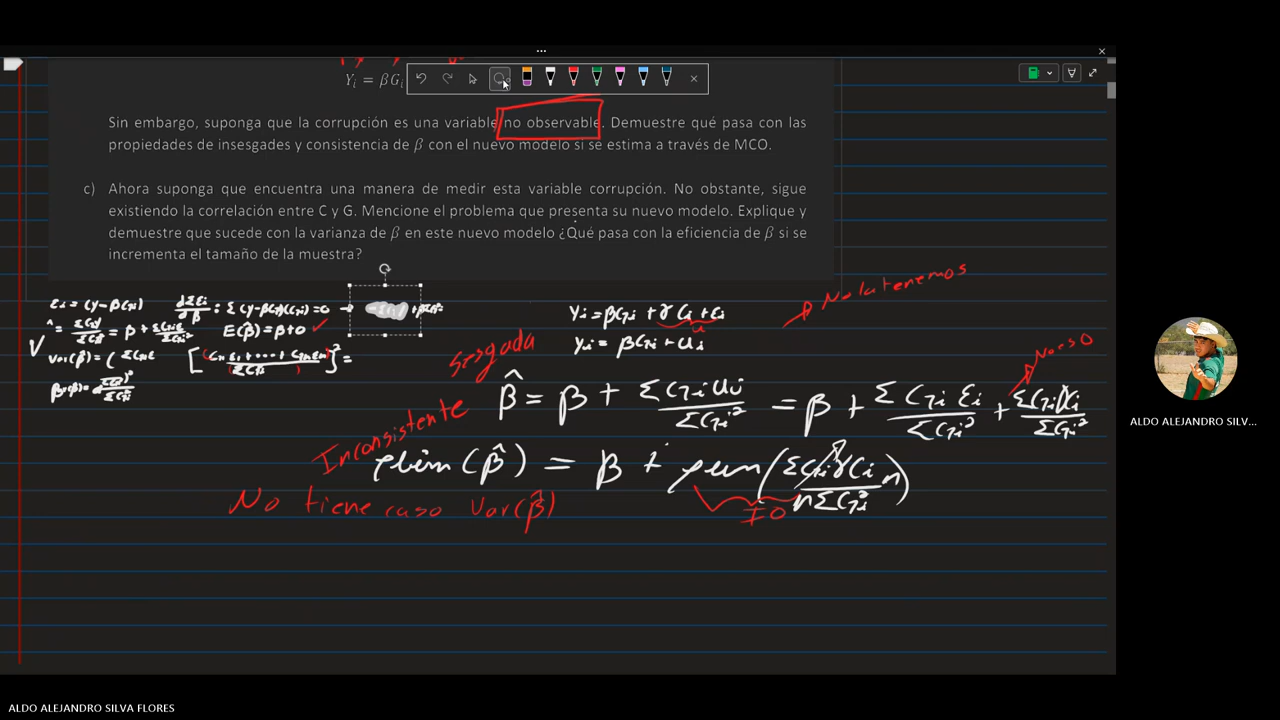 Yᵢ = βGᵢ
Sin embargo, suponga que la corrupción es una variable no observable. Demuestre qué pasa con las
propiedades de insesgades y consistencia de β con el nuevo modelo si se estima a través de MCO.
c) Ahora suponga que encuentra una manera de medir esta variable corrupción. No obstante, sigue
existiendo la correlación entre C y G. Mencione el problema que presenta su nuevo modelo. Explique y
demuestre que sucede con la varianza de β en este nuevo modelo ¿Qué pasa con la eficiencia de β si se
incrementa el tamaño de la muestra?
E(β̂) = β + 0 ✓
Yᵢ = βGᵢ + γCᵢ + εᵢ
u
Yᵢ = βGᵢ + uᵢ
No la tenemos
Sesgada
β̂ = β + ΣGᵢuᵢ / ΣGᵢ² = β + ΣGᵢεᵢ / ΣGᵢ² + ΣGᵢγCᵢ / ΣGᵢ²
No es 0
Inconsistente
plim(β̂) = β + plim(ΣGᵢγCᵢ n / nΣGᵢ²)
≠ 0
No tiene caso Var(β̂)
ALDO ALEJANDRO SILV...
ALDO ALEJANDRO SILVA FLORES